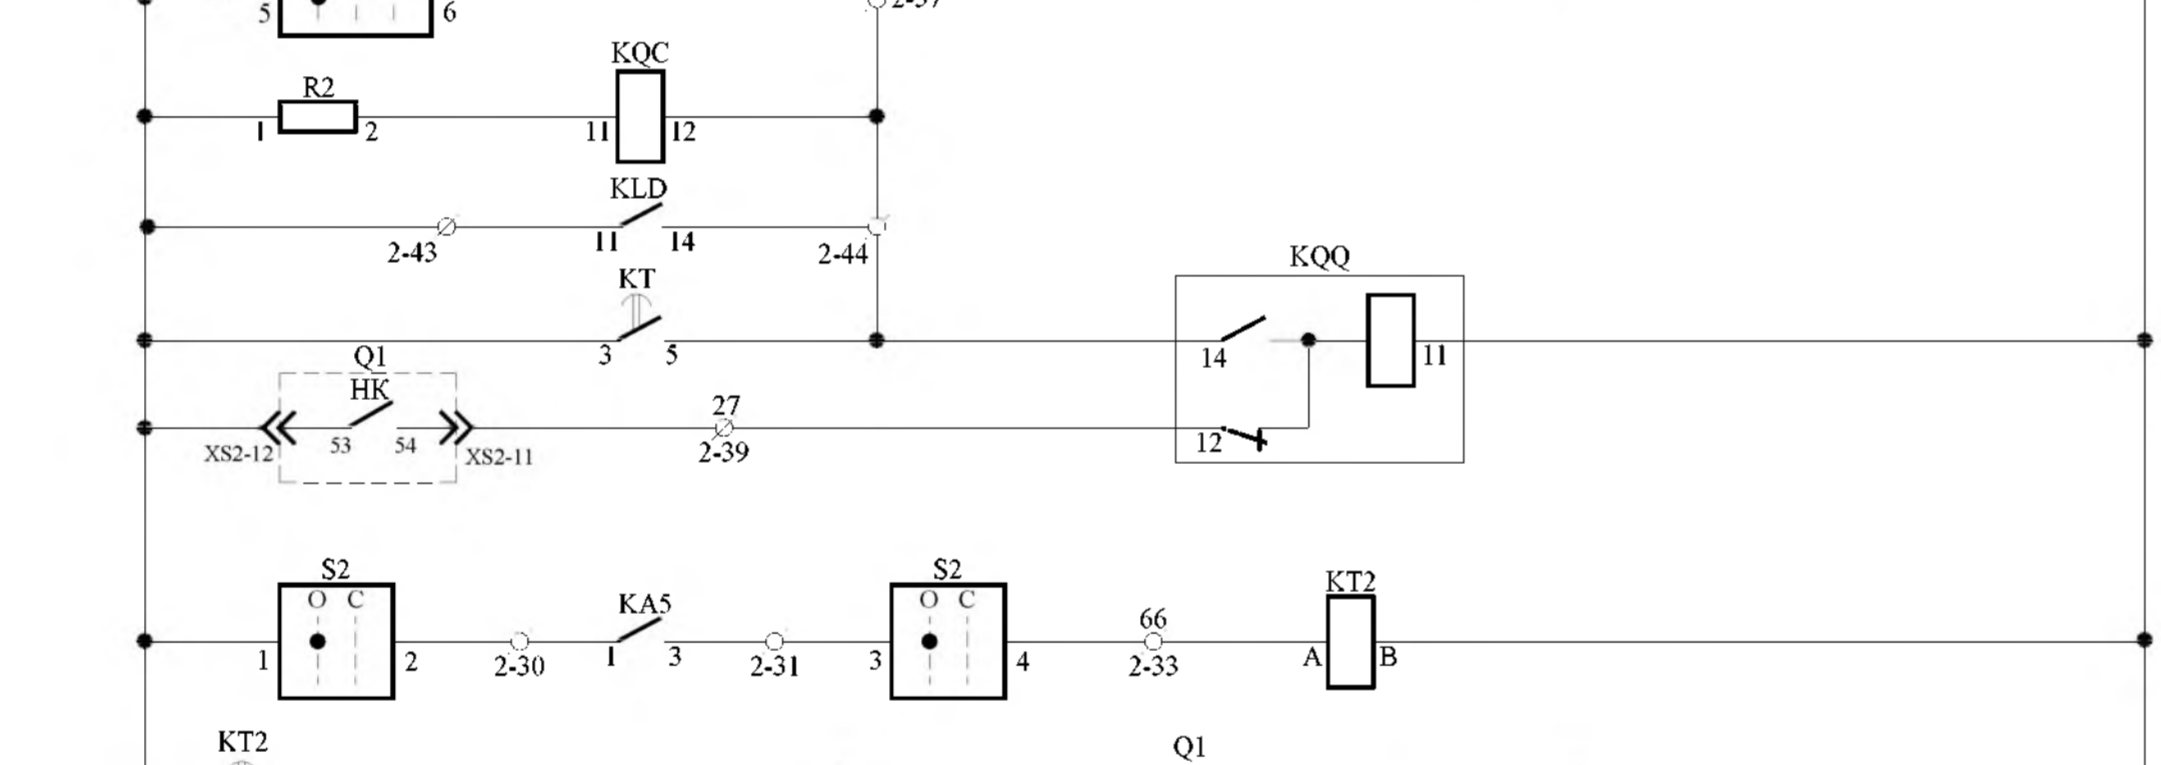 5 6 2-37
KQC
R2
1 2 11 12
KLD
2-43 11 14 2-44
KT KQQ
3 5 14 11
Q1
НК
27
XS2-12 53 54 XS2-11 2-39 12
S2 S2 KT2
O C KA5 O C 66
1 2 2-30 1 3 2-31 3 4 2-33 A B
KT2 Q1